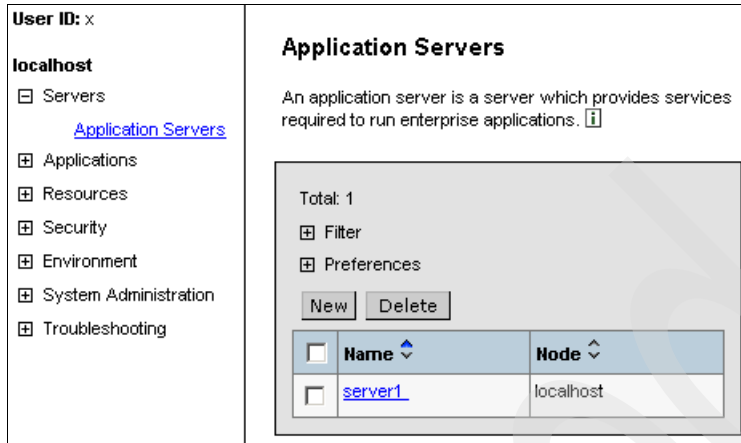 User ID: x
localhost
Servers
Application Servers
Applications
Resources
Security
Environment
System Administration
Troubleshooting
Application Servers
An application server is a server which provides services
required to run enterprise applications. i
Total: 1
Filter
Preferences
New Delete
Name Node
server1 localhost